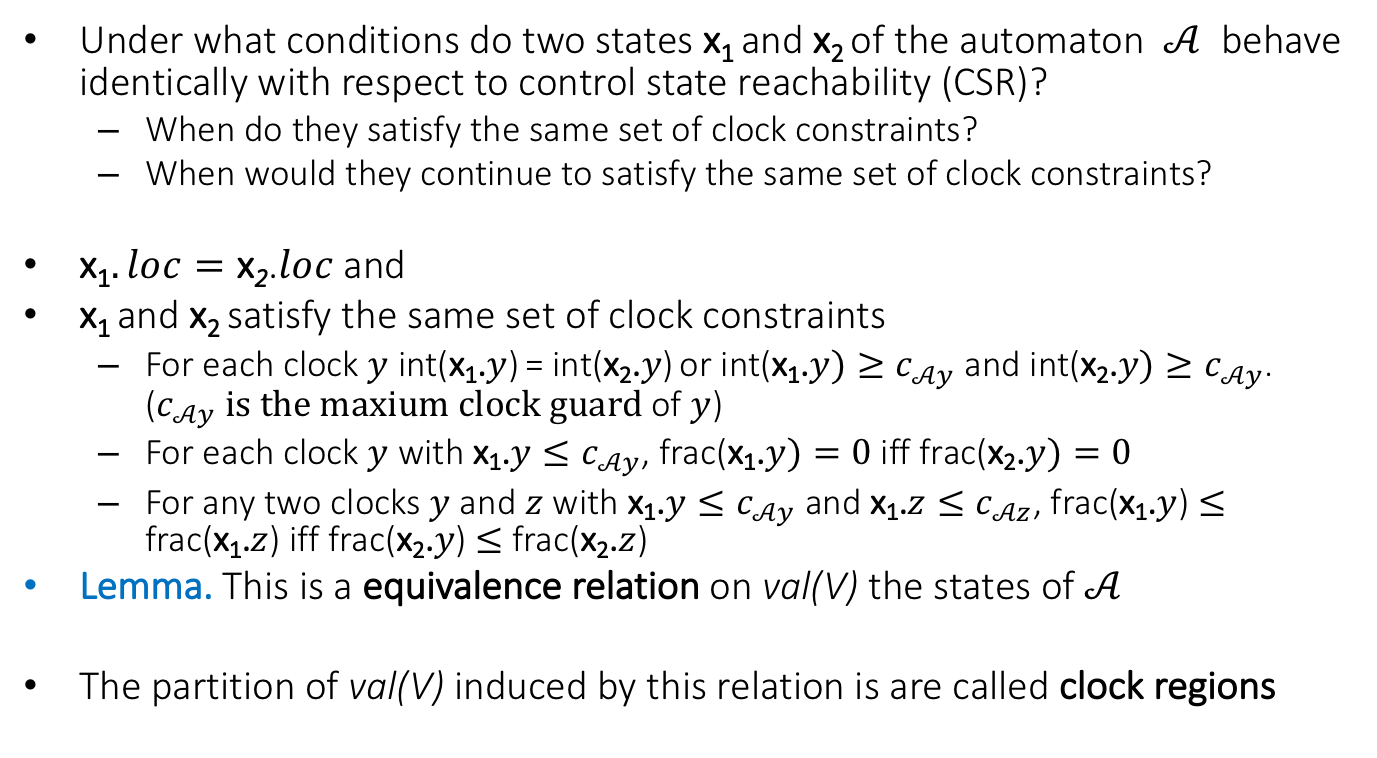 • Under what conditions do two states x₁ and x₂ of the automaton 𝒜 behave
identically with respect to control state reachability (CSR)?
– When do they satisfy the same set of clock constraints?
– When would they continue to satisfy the same set of clock constraints?
• x₁.loc = x₂.loc and
• x₁ and x₂ satisfy the same set of clock constraints
– For each clock y int(x₁.y) = int(x₂.y) or int(x₁.y) ≥ c_𝒜y and int(x₂.y) ≥ c_𝒜y.
(c_𝒜y is the maxium clock guard of y)
– For each clock y with x₁.y ≤ c_𝒜y, frac(x₁.y) = 0 iff frac(x₂.y) = 0
– For any two clocks y and z with x₁.y ≤ c_𝒜y and x₁.z ≤ c_𝒜z, frac(x₁.y) ≤
frac(x₁.z) iff frac(x₂.y) ≤ frac(x₂.z)
• Lemma. This is a equivalence relation on val(V) the states of 𝒜
• The partition of val(V) induced by this relation is are called clock regions